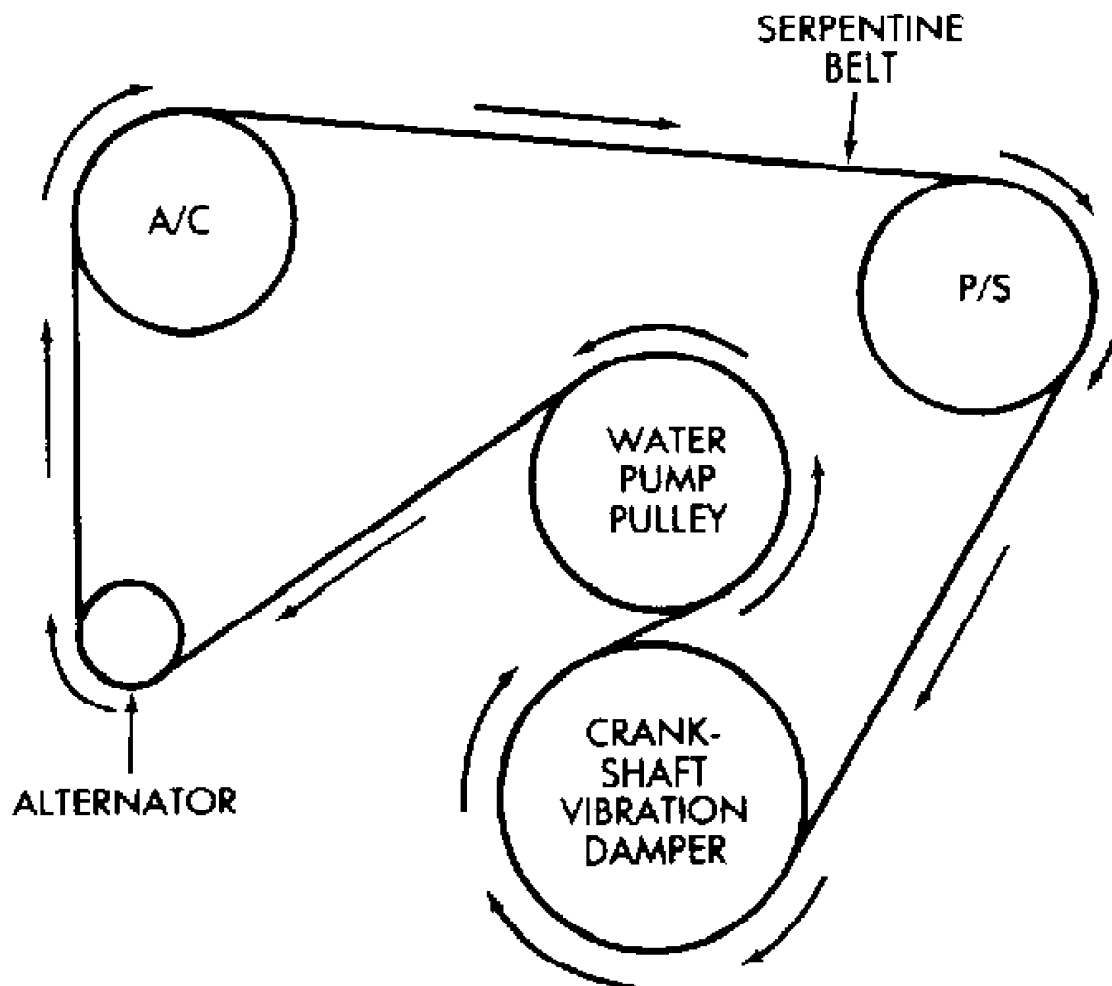 SERPENTINE
BELT
A/C
P/S
WATER
PUMP
PULLEY
CRANK-
SHAFT
VIBRATION
DAMPER
ALTERNATOR